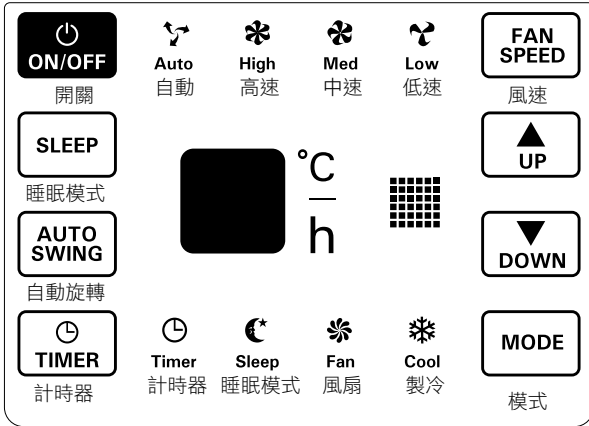 ON/OFF
開關
Auto
自動
High
高速
Med
中速
Low
低速
FAN
SPEED
風速
SLEEP
睡眠模式
°C
h
UP
AUTO
SWING
自動旋轉
DOWN
TIMER
計時器
Timer
計時器
Sleep
睡眠模式
Fan
風扇
Cool
製冷
MODE
模式